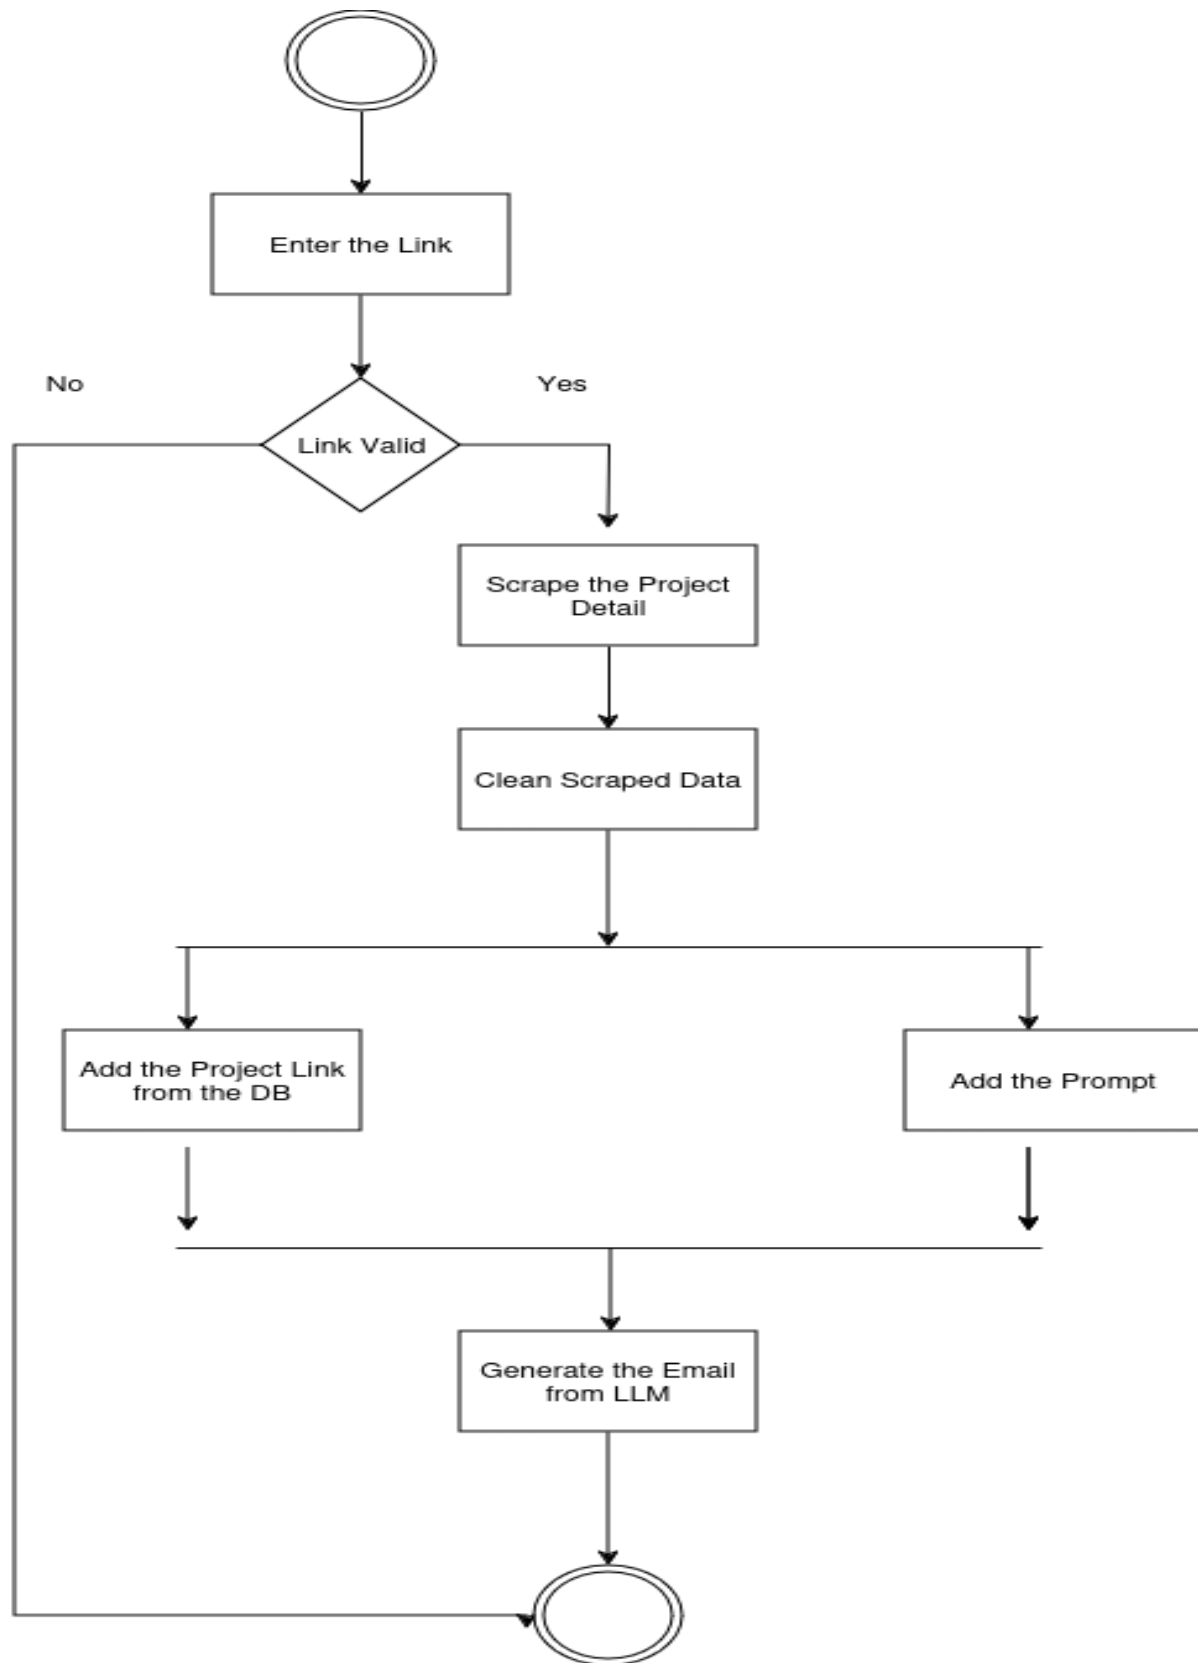 Enter the Link
No
Yes
Link Valid
Scrape the Project
Detail
Clean Scraped Data
Add the Project Link
from the DB
Add the Prompt
Generate the Email
from LLM